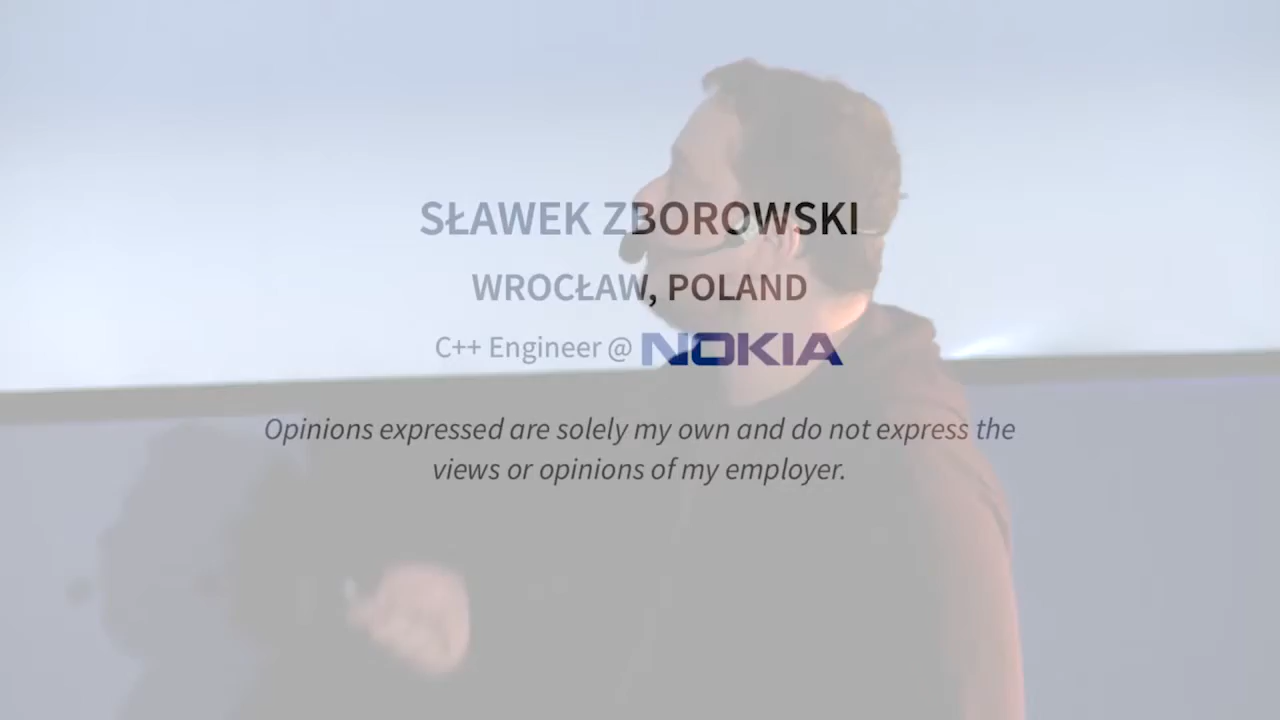 SŁAWEK ZBOROWSKI
WROCŁAW, POLAND
C++ Engineer @ NOKIA
Opinions expressed are solely my own and do not express the
views or opinions of my employer.